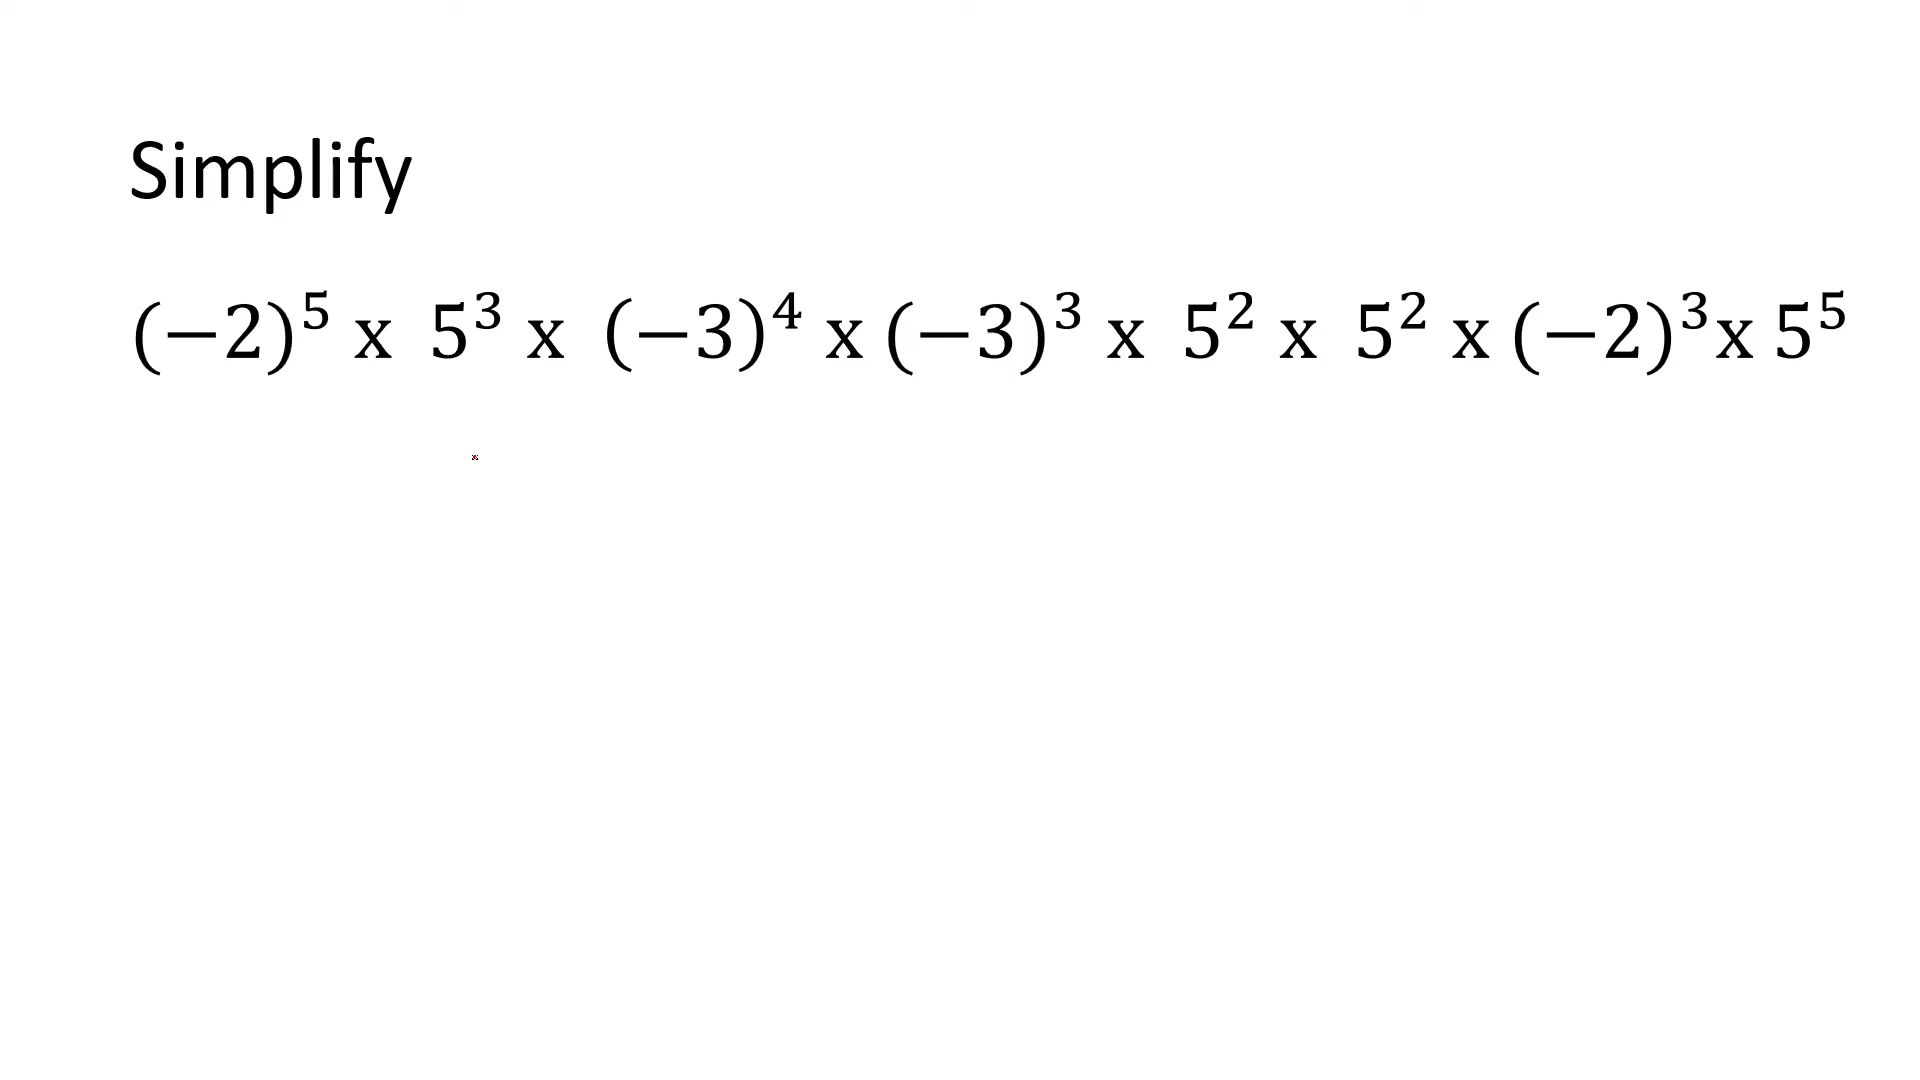 Simplify
(−2)⁵ x 5³ x (−3)⁴ x (−3)³ x 5² x 5² x (−2)³x 5⁵